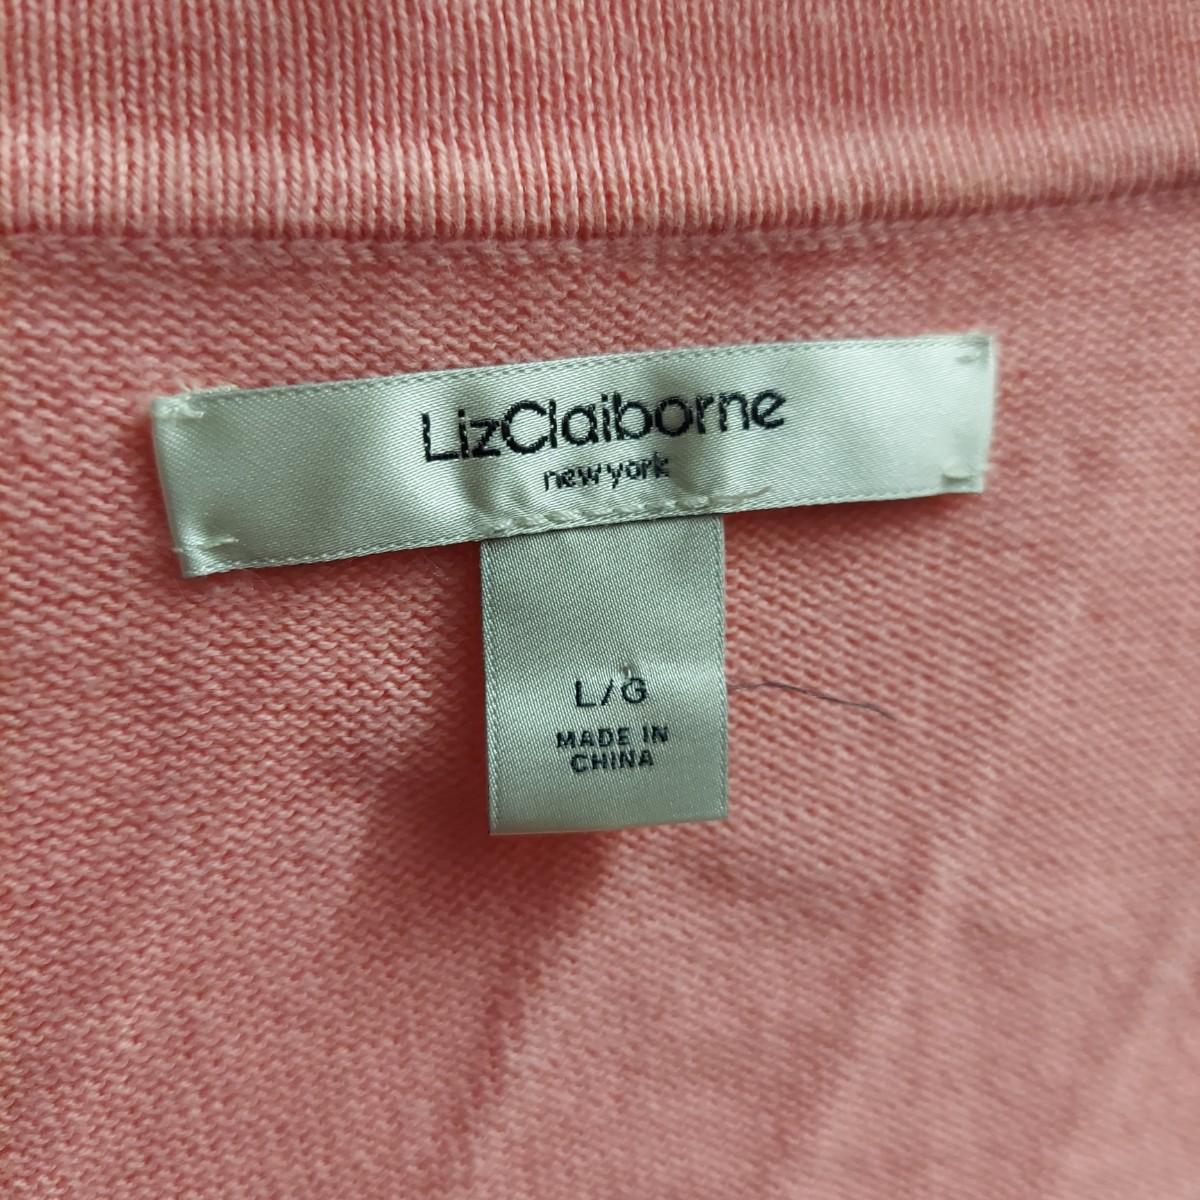 LizClaiborne
new york
L/G
MADE IN
CHINA